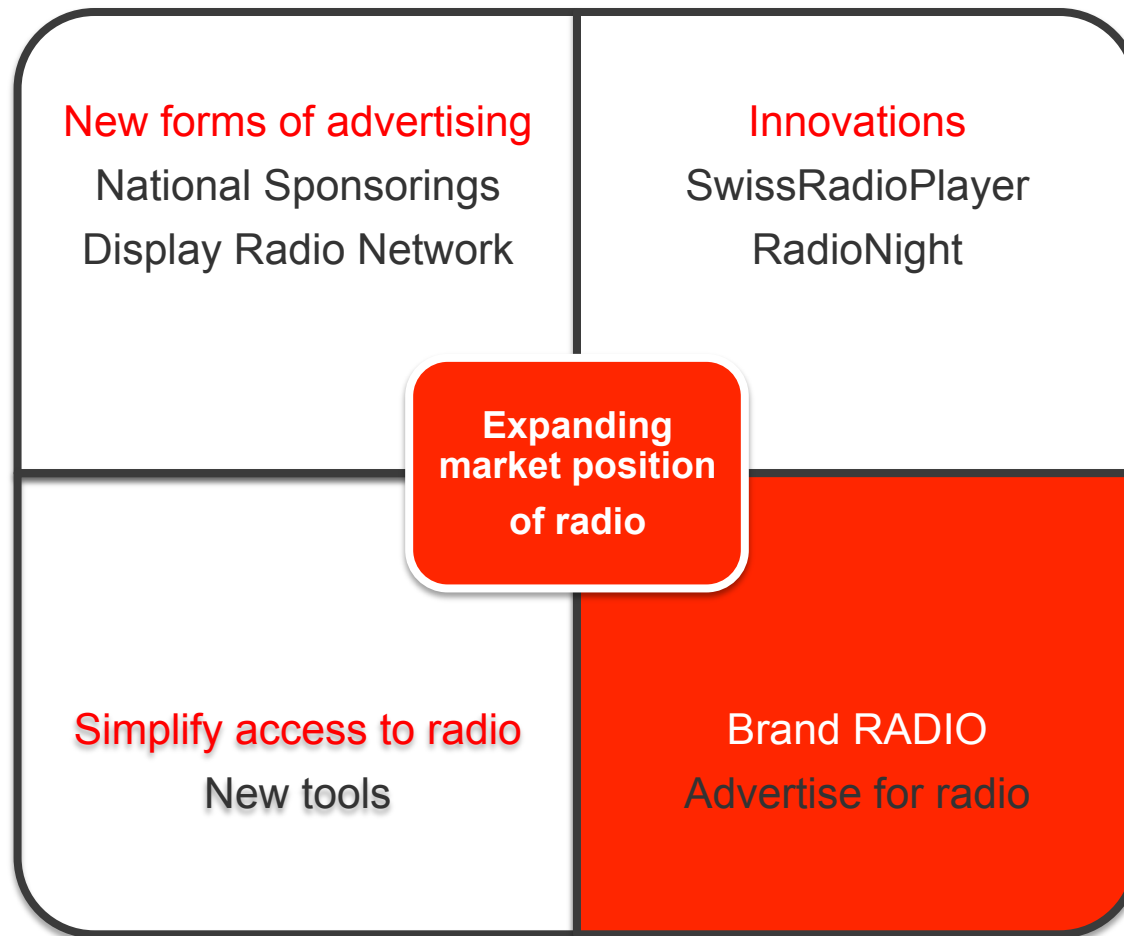 New forms of advertising
National Sponsorings
Display Radio Network
Innovations
SwissRadioPlayer
RadioNight
Expanding
market position
of radio
Simplify access to radio
New tools
Brand RADIO
Advertise for radio